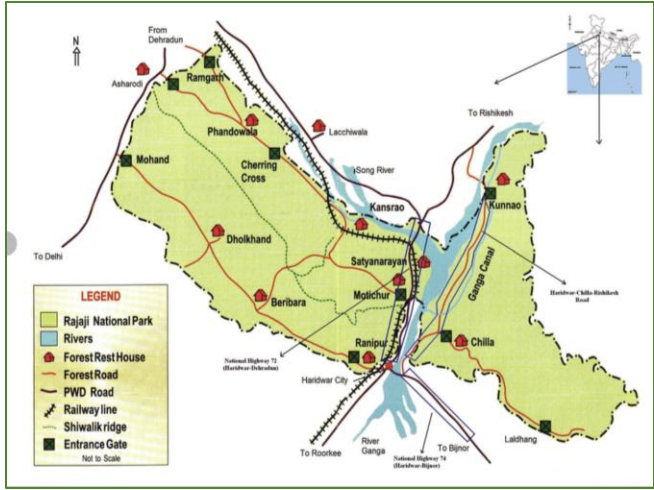 From
Dehradun
N
Ramgarh
Asharodi
To Rishikesh
Phandowala
Lacchiwala
Mohand
Cherring
Cross
Song River
Kansrao
Kunnao
Dholkhand
To Delhi
Satyanarayan
Ganga Canal
Motichur
Haridwar-Chilla-Rishikesh
Road
Beribara
Ranipur
Chilla
National Highway 72
(Haridwar-Dehradun)
Haridwar City
LEGEND
Rajaji National Park
Rivers
Forest Rest House
Forest Road
PWD Road
Railway line
Shiwalik ridge
Entrance Gate
Not to Scale
To Roorkee
River
Ganga
To Bijnor
National Highway 74
(Haridwar-Bijnor)
Laldhang